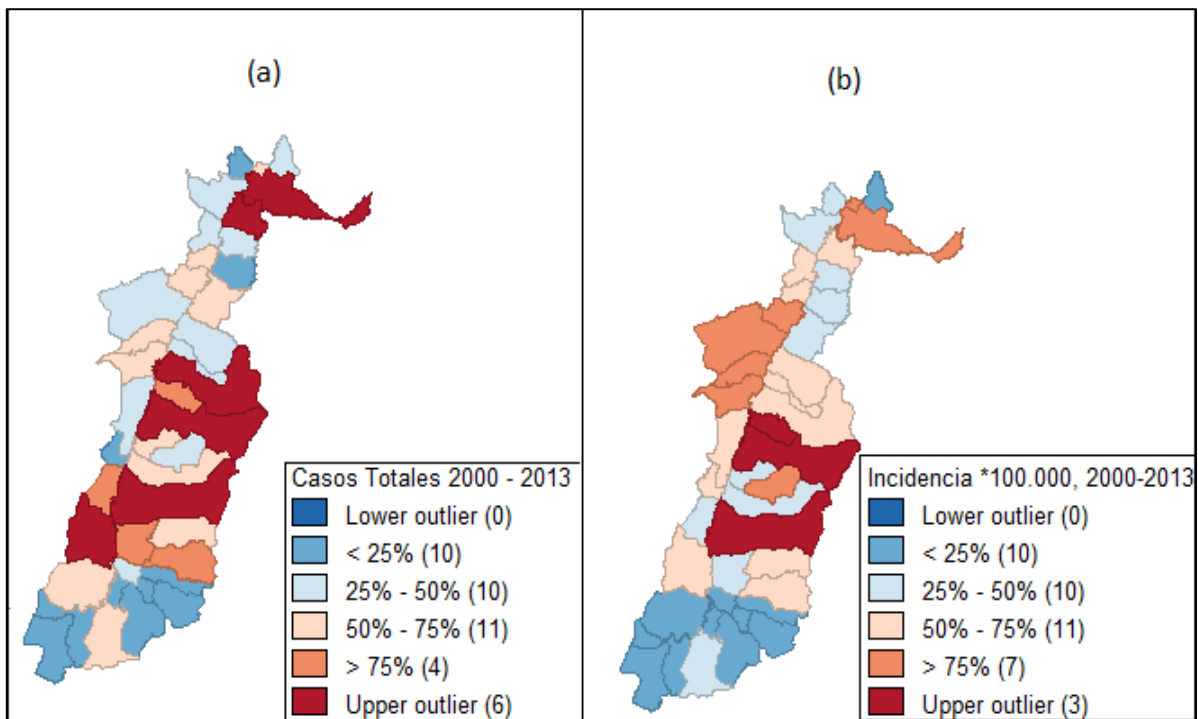 (a)
Casos Totales 2000 - 2013
Lower outlier (0)
< 25% (10)
25% - 50% (10)
50% - 75% (11)
> 75% (4)
Upper outlier (6)
(b)
Incidencia *100.000, 2000-2013
Lower outlier (0)
< 25% (10)
25% - 50% (10)
50% - 75% (11)
> 75% (7)
Upper outlier (3)